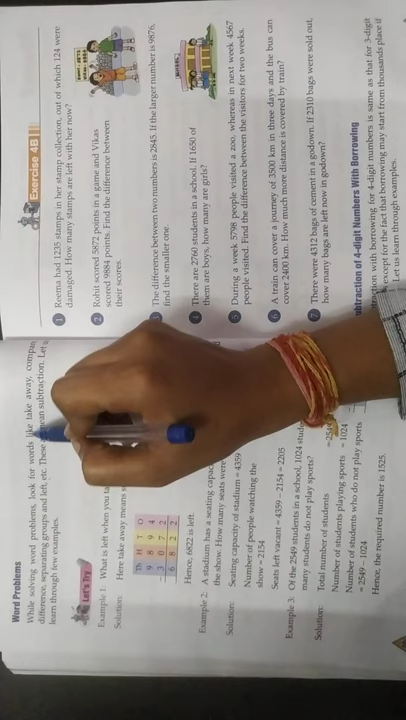 Word Problems
While solving word problems, look for words like take away,
difference, separating groups and left, etc. These mean subtraction. Let
learn through few examples.
Let's Try
Example 1: What is left when you
Solution: Here take away means
Th H T O
9 8 9 4
− 3 0 7 2
6 8 2 2
Hence, 6822 is left.
Example 2: A stadium has a seating
the show. How many seats were
Solution: Seating capacity of stadium = 4359
Number of people watching the
show = 2154
Seats left vacant = 4359 − 2154 = 2205
Example 3: Of the 2549 students in a school, 1024
many students do not play sports?
Solution: Total number of students
Number of students playing sports = 1024
Number of students who do not play sports
= 2549 − 1024
Hence, the required number is 1525.
Exercise 4B
1 Reema had 1235 stamps in her stamp collection, out of which 124 were
damaged. How many stamps are left with her now?
2 Rohit scored 5872 points in a game and Vikas
scored 9884 points. Find the difference between
their scores.
3 The difference between two numbers is 2845. If the larger number is 9876,
find the smaller one.
4 There are 2760 students in a school. If 1650 of
them are boys, how many are girls?
5 During a week 5798 people visited a zoo, whereas in next week 4567
people visited. Find the difference between the visitors for two weeks.
6 A train can cover a journey of 3500 km in three days and the bus can
cover 2400 km. How much more distance is covered by train?
7 There were 4312 bags of cement in a godown. If 2310 bags were sold out,
how many bags are left now in godown?
of 4-digit Numbers With Borrowing
with borrowing for 4-digit numbers is same as that for 3-digit
except for the fact that borrowing may start from thousands place if
Let us learn through examples.